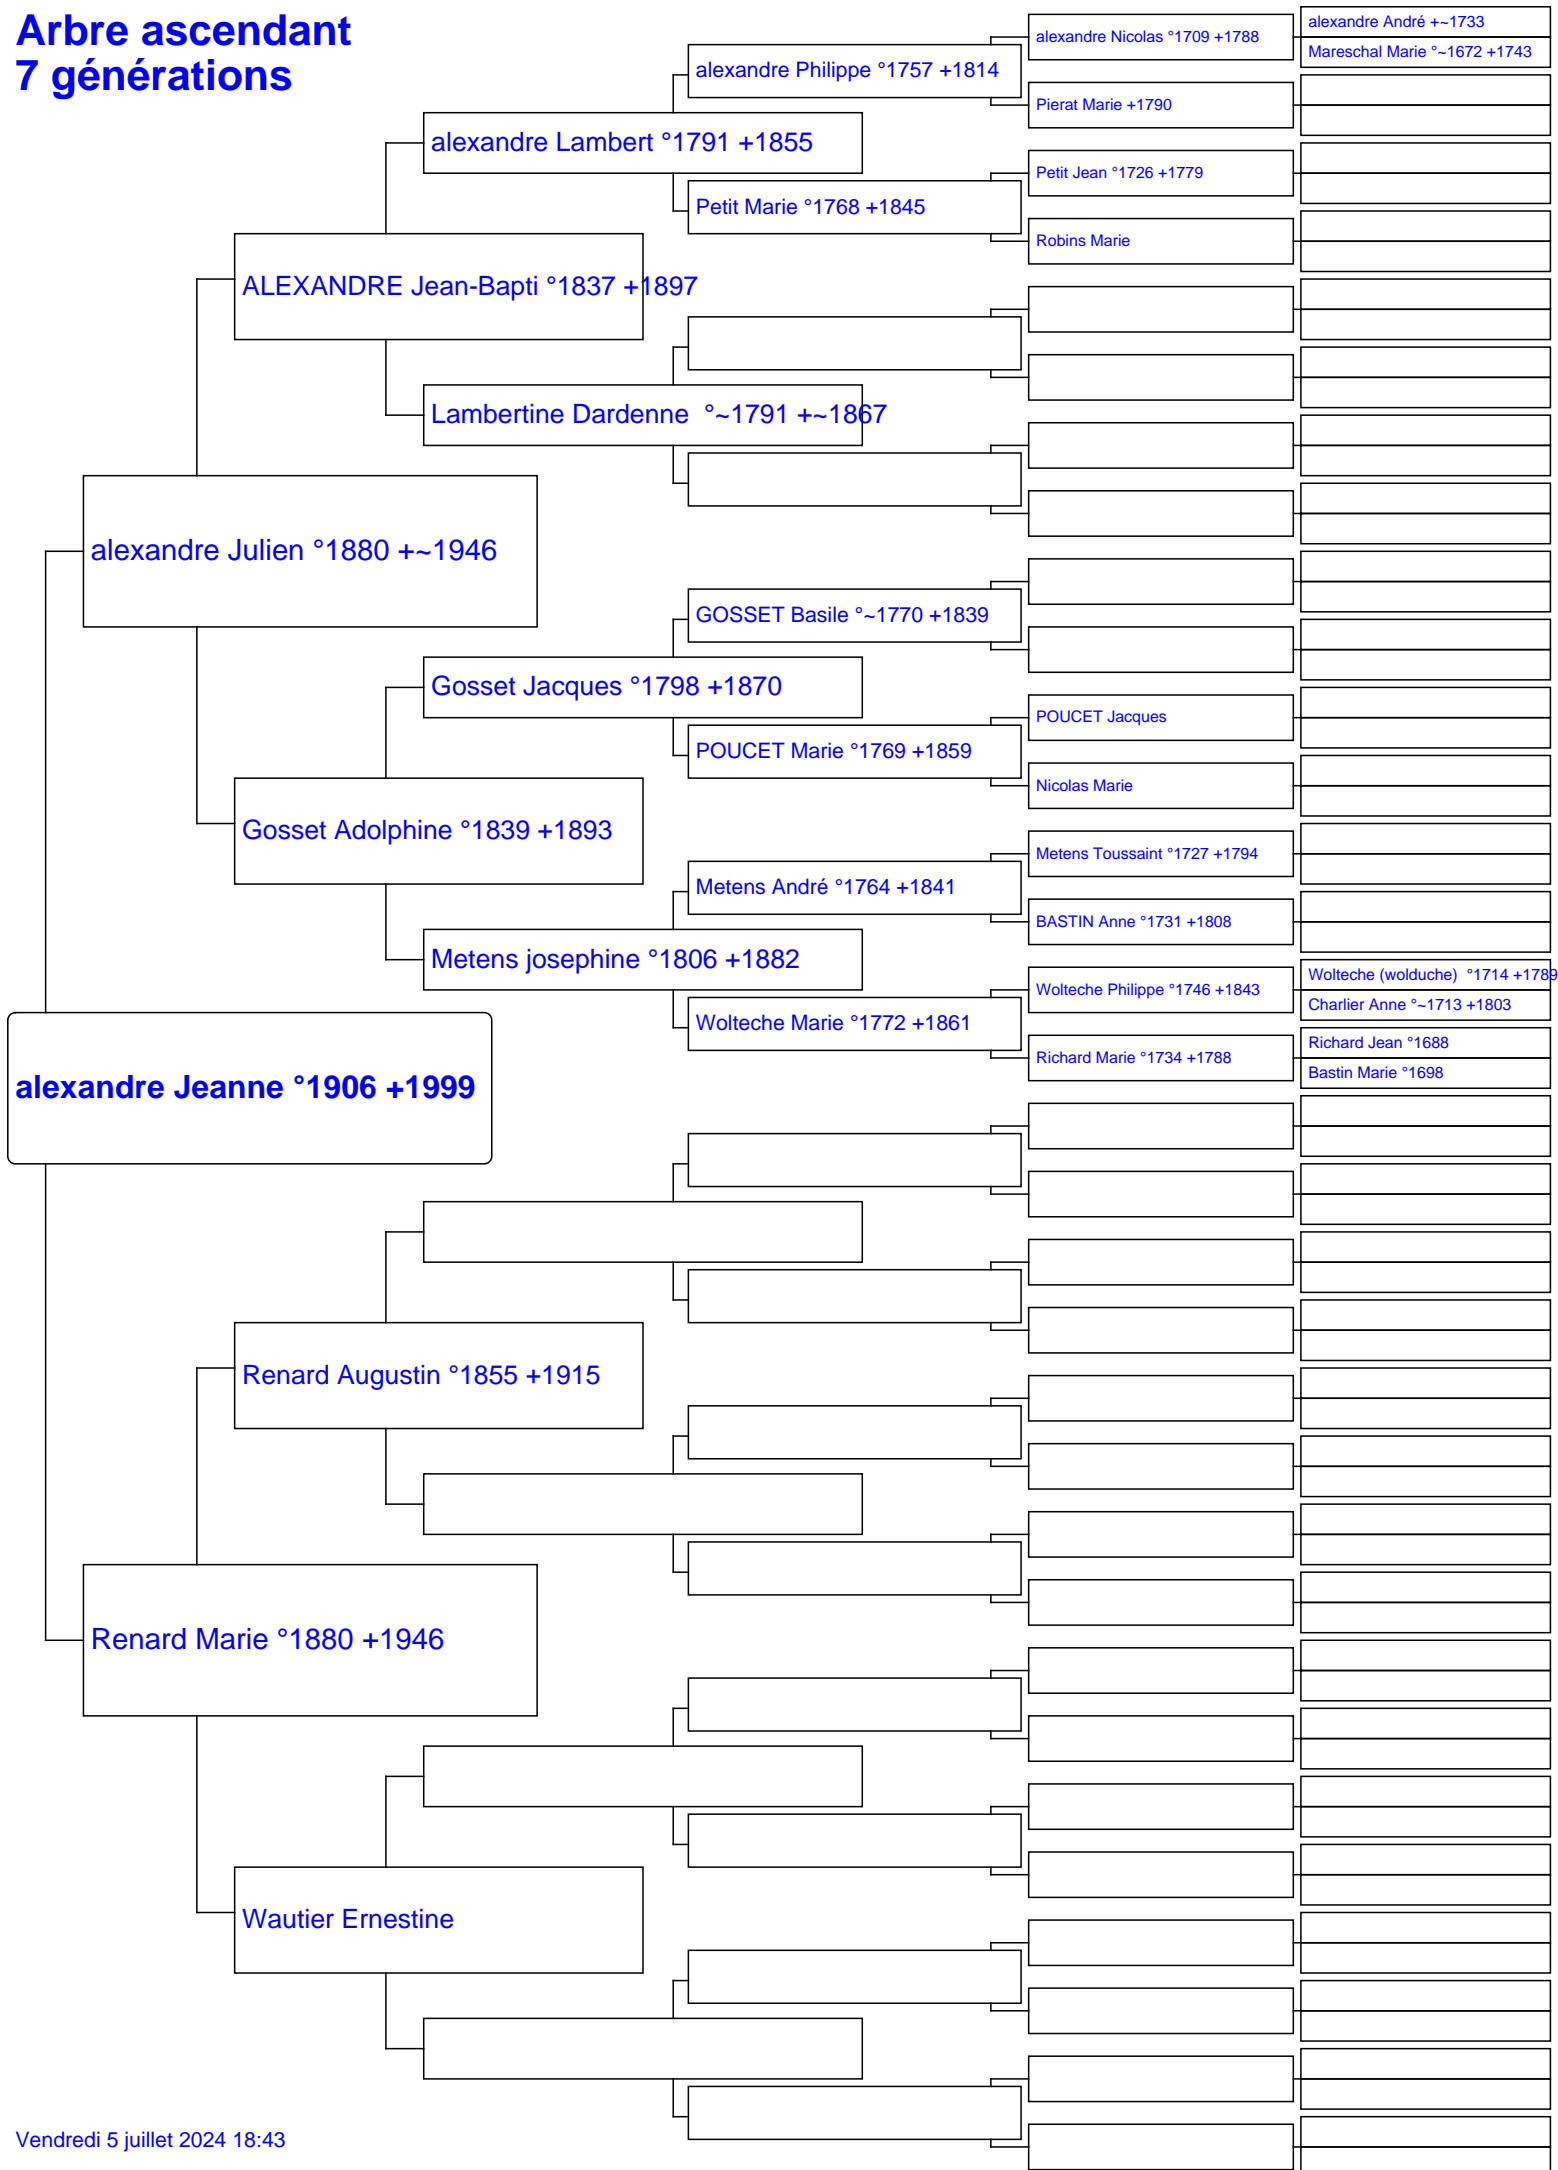 Arbre ascendant
7 générations
alexandre Nicolas °1709 +1788
alexandre André +~1733
Mareschal Marie °~1672 +1743
alexandre Philippe °1757 +1814
Pierat Marie +1790
alexandre Lambert °1791 +1855
Petit Jean °1726 +1779
Petit Marie °1768 +1845
Robins Marie
ALEXANDRE Jean-Bapti °1837 +1897
Lambertine Dardenne  °~1791 +~1867
alexandre Julien °1880 +~1946
GOSSET Basile °~1770 +1839
Gosset Jacques °1798 +1870
POUCET Jacques
POUCET Marie °1769 +1859
Nicolas Marie
Gosset Adolphine °1839 +1893
Metens Toussaint °1727 +1794
Metens André °1764 +1841
BASTIN Anne °1731 +1808
Metens josephine °1806 +1882
Wolteche (wolduche)  °1714 +1789
Wolteche Philippe °1746 +1843
Charlier Anne °~1713 +1803
Wolteche Marie °1772 +1861
Richard Jean °1688
Richard Marie °1734 +1788
Bastin Marie °1698
alexandre Jeanne °1906 +1999
Renard Augustin °1855 +1915
Renard Marie °1880 +1946
Wautier Ernestine
Vendredi 5 juillet 2024 18:43